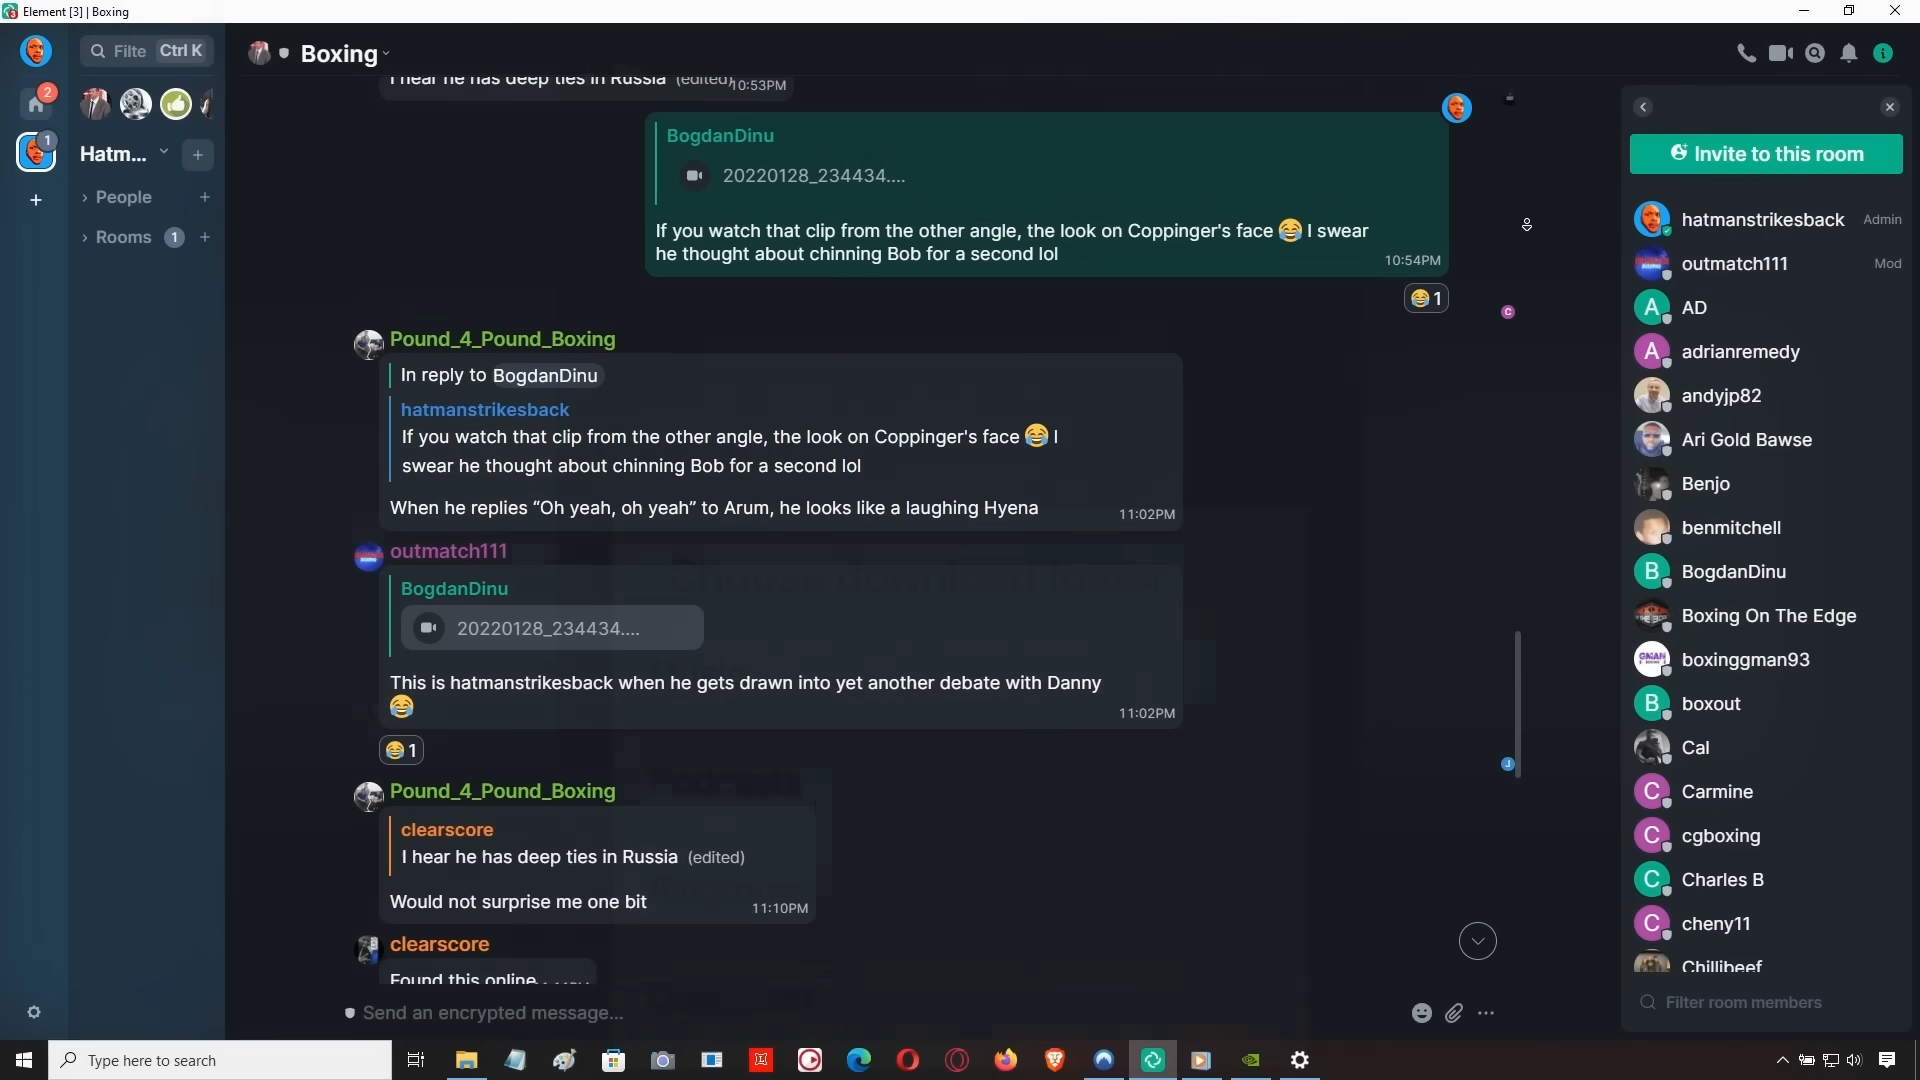 Element [3] | Boxing
Filte Ctrl K
2
1
Hatm...
People
Rooms 1
Boxing
I hear he has deep ties in Russia (edited)
10:53PM
BogdanDinu
20220128_234434....
If you watch that clip from the other angle, the look on Coppinger's face 😂 I swear
he thought about chinning Bob for a second lol
10:54PM
😂 1
C
Pound_4_Pound_Boxing
In reply to BogdanDinu
hatmanstrikesback
If you watch that clip from the other angle, the look on Coppinger's face 😂 I
swear he thought about chinning Bob for a second lol
When he replies “Oh yeah, oh yeah” to Arum, he looks like a laughing Hyena
11:02PM
outmatch111
BogdanDinu
20220128_234434....
This is hatmanstrikesback when he gets drawn into yet another debate with Danny
😂
11:02PM
😂 1
J
Pound_4_Pound_Boxing
clearscore
I hear he has deep ties in Russia (edited)
Would not surprise me one bit
11:10PM
clearscore
Found this online
Send an encrypted message...
Invite to this room
hatmanstrikesback Admin
outmatch111 Mod
A AD
A adrianremedy
andyjp82
Ari Gold Bawse
Benjo
benmitchell
B BogdanDinu
Boxing On The Edge
GMAN boxinggman93
B boxout
Cal
C Carmine
C cgboxing
C Charles B
C cheny11
Chillibeef
Filter room members
Type here to search